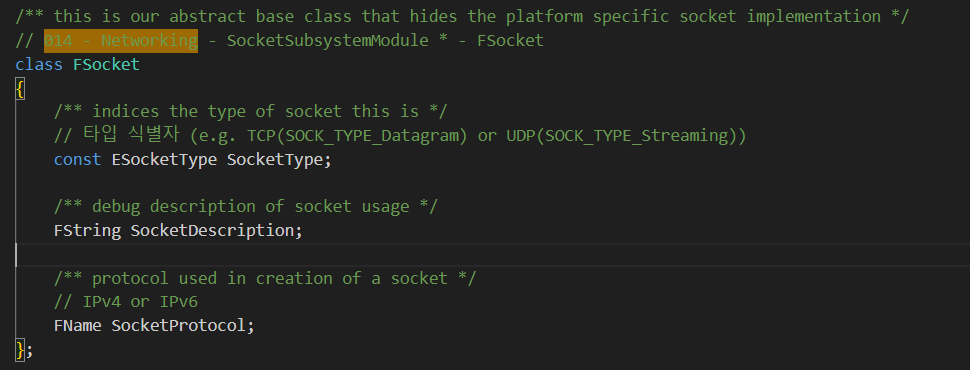 /** this is our abstract base class that hides the platform specific socket implementation */
// 014 - Networking - SocketSubsystemModule * - FSocket
class FSocket
{
/** indices the type of socket this is */
// 타입 식별자 (e.g. TCP(SOCK_TYPE_Datagram) or UDP(SOCK_TYPE_Streaming))
const ESocketType SocketType;
/** debug description of socket usage */
FString SocketDescription;
/** protocol used in creation of a socket */
// IPv4 or IPv6
FName SocketProtocol;
};